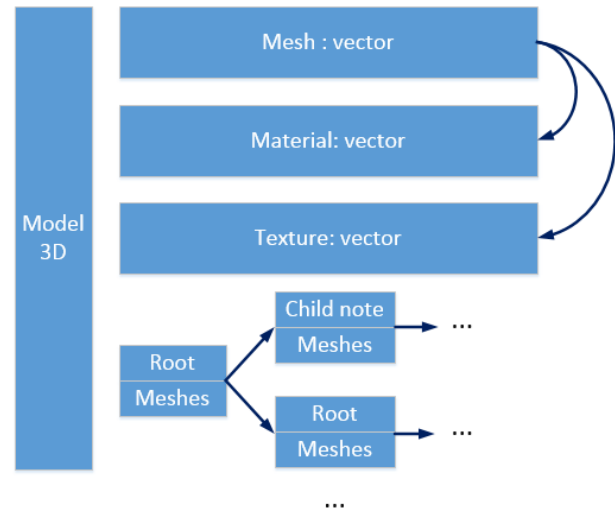 Mesh : vector
Material: vector
Texture: vector
Model
3D
Child note
Meshes
...
Root
Meshes
Root
Meshes
...
...